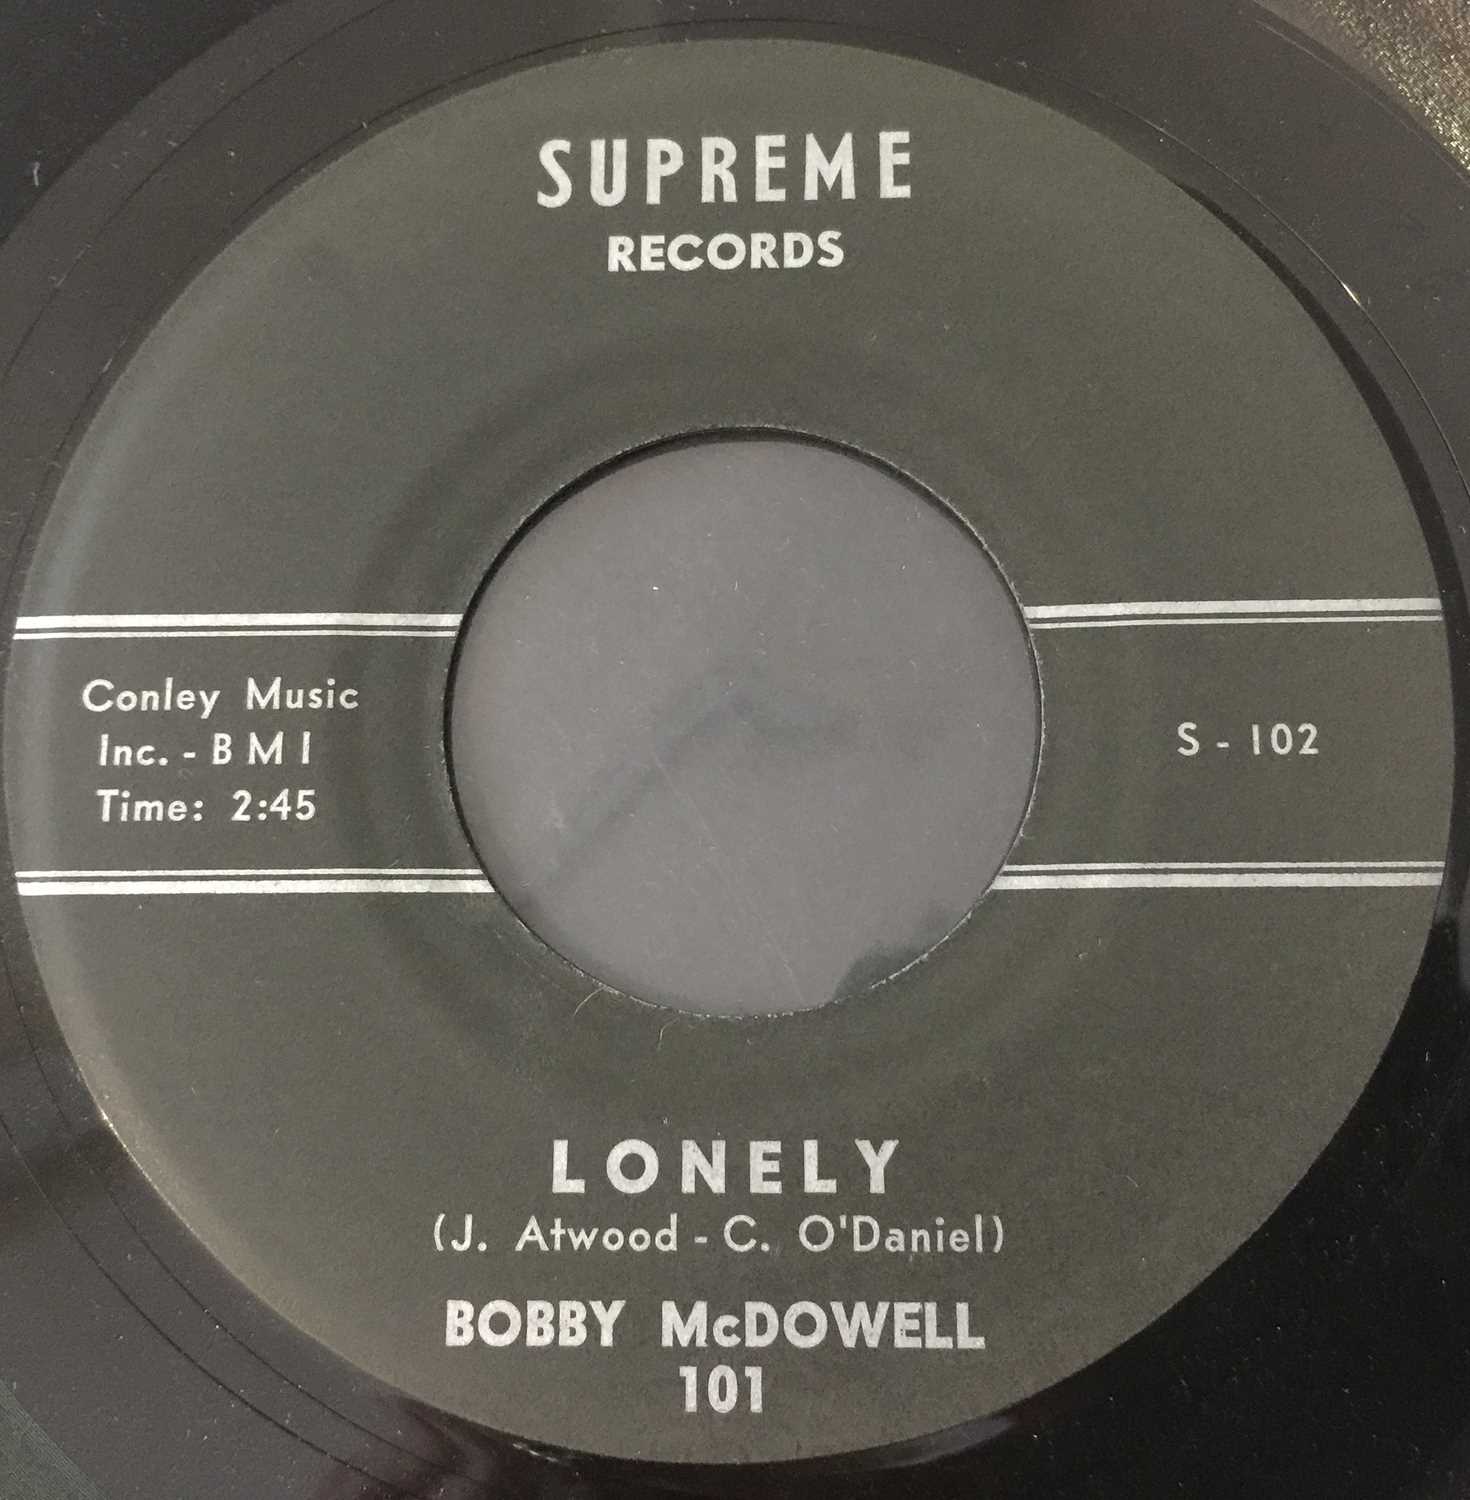 SUPREME
RECORDS
Conley Music
Inc. - B M I
Time: 2:45
S - 102
LONELY
(J. Atwood - C. O'Daniel)
BOBBY McDOWELL
101